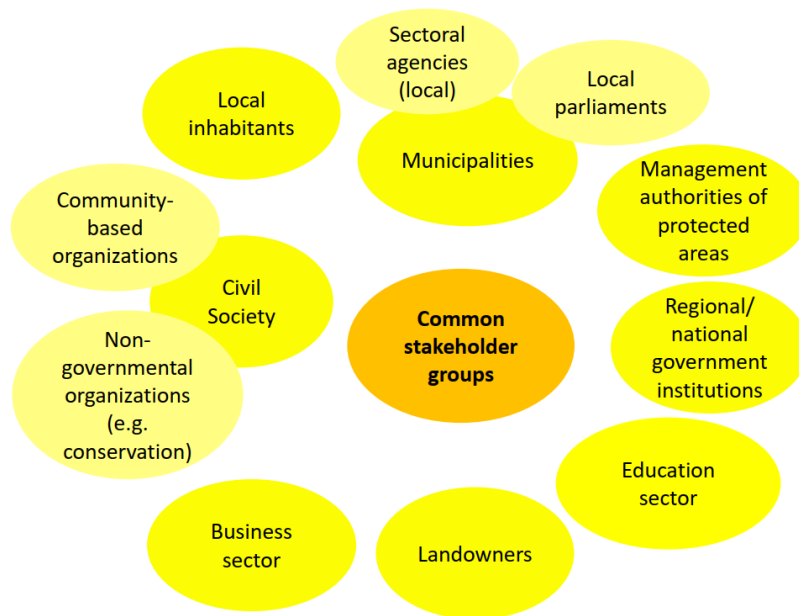 Sectoral
agencies
(local)
Local
parliaments
Local
inhabitants
Municipalities
Management
authorities of
protected
areas
Community-
based
organizations
Civil
Society
Common
stakeholder
groups
Regional/
national
government
institutions
Non-
governmental
organizations
(e.g.
conservation)
Education
sector
Business
sector
Landowners